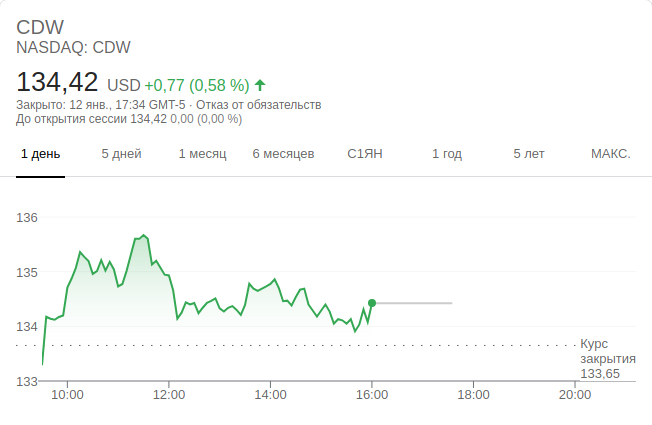 CDW
NASDAQ: CDW
134,42 USD +0,77 (0,58 %)
Закрыто: 12 янв., 17:34 GMT-5 · Отказ от обязательств
До открытия сессии 134,42 0,00 (0,00 %)
1 день 5 дней 1 месяц 6 месяцев С1ЯН 1 год 5 лет МАКС.
136
135
134
Курс
закрытия
133,65
133
10:00 12:00 14:00 16:00 18:00 20:00